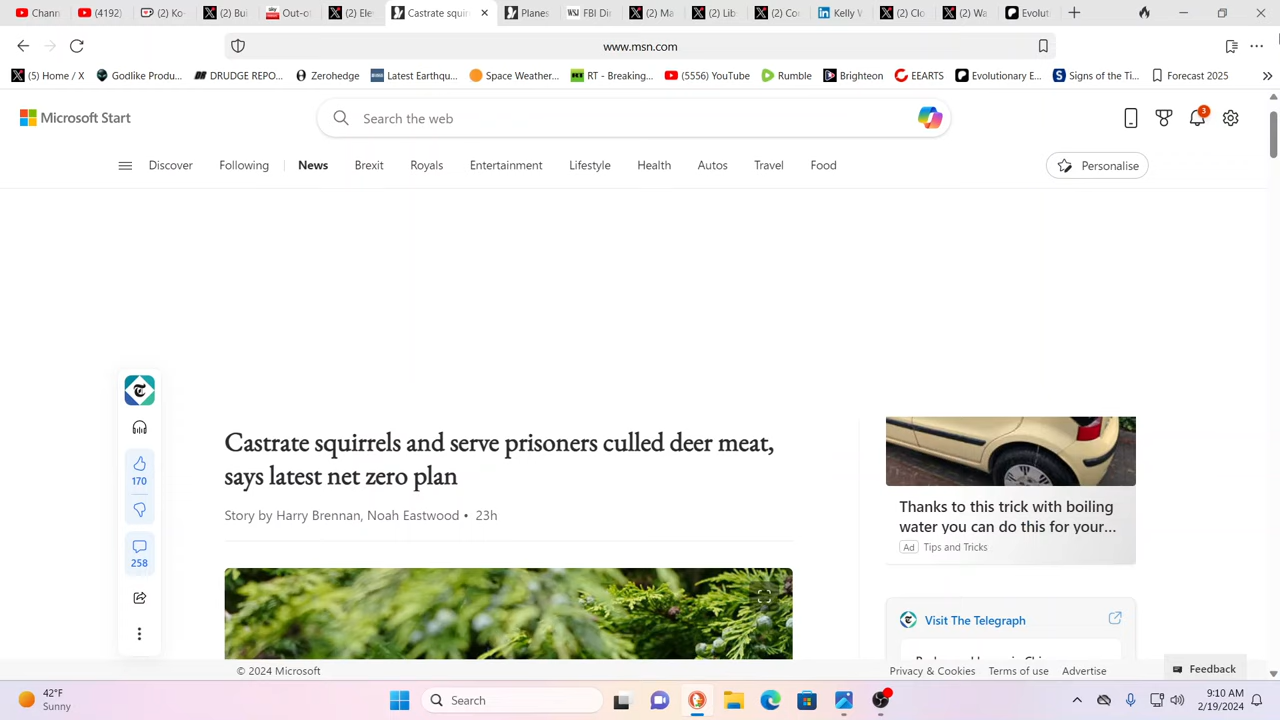 Chann
(4192)
(2) Ko
(2) Bui
Out-of
(2) Ele
Castrate squirr
Planes
FBI Dir
(2) Ma
(2) Lib
(2) Co
Kelly V
(2) Clo
(2) Wa
Evoluti
www.msn.com
(5) Home / X
Godlike Produ...
DRUDGE REPO...
Zerohedge
Latest Earthqu...
Space Weather...
RT - Breaking...
(5556) YouTube
Rumble
Brighteon
EEARTS
Evolutionary E...
Signs of the Ti...
Forecast 2025
Microsoft Start
Search the web
3
Discover
Following
News
Brexit
Royals
Entertainment
Lifestyle
Health
Autos
Travel
Food
Personalise
170
258
Castrate squirrels and serve prisoners culled deer meat,
says latest net zero plan
Story by Harry Brennan, Noah Eastwood • 23h
Thanks to this trick with boiling
water you can do this for your...
Ad Tips and Tricks
Visit The Telegraph
© 2024 Microsoft
Privacy & Cookies
Terms of use
Advertise
Feedback
42°F
Sunny
Search
9:10 AM
2/19/2024